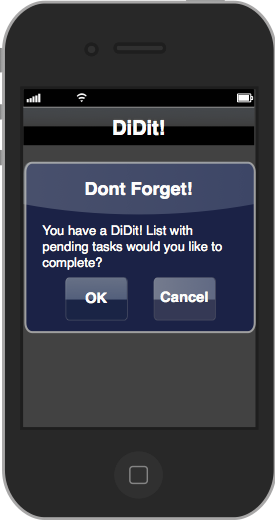 DiDit!
Dont Forget!
You have a DiDit! List with
pending tasks would you like to
complete?
OK
Cancel